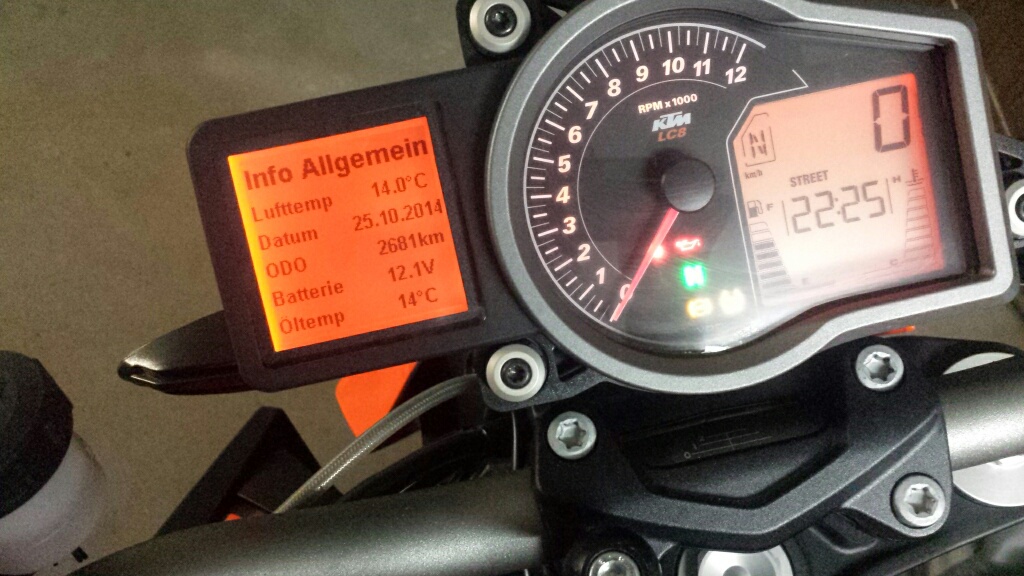 Info Allgemein
Lufttemp 14.0°C
Datum 25.10.2014
ODO 2681km
Batterie 12.1V
Öltemp 14°C
0
1
2
3
4
5
6
7
8
9
10
11
12
RPM x 1000
KTM
LC8
N
N
0
km/h
STREET
F
H
22:25